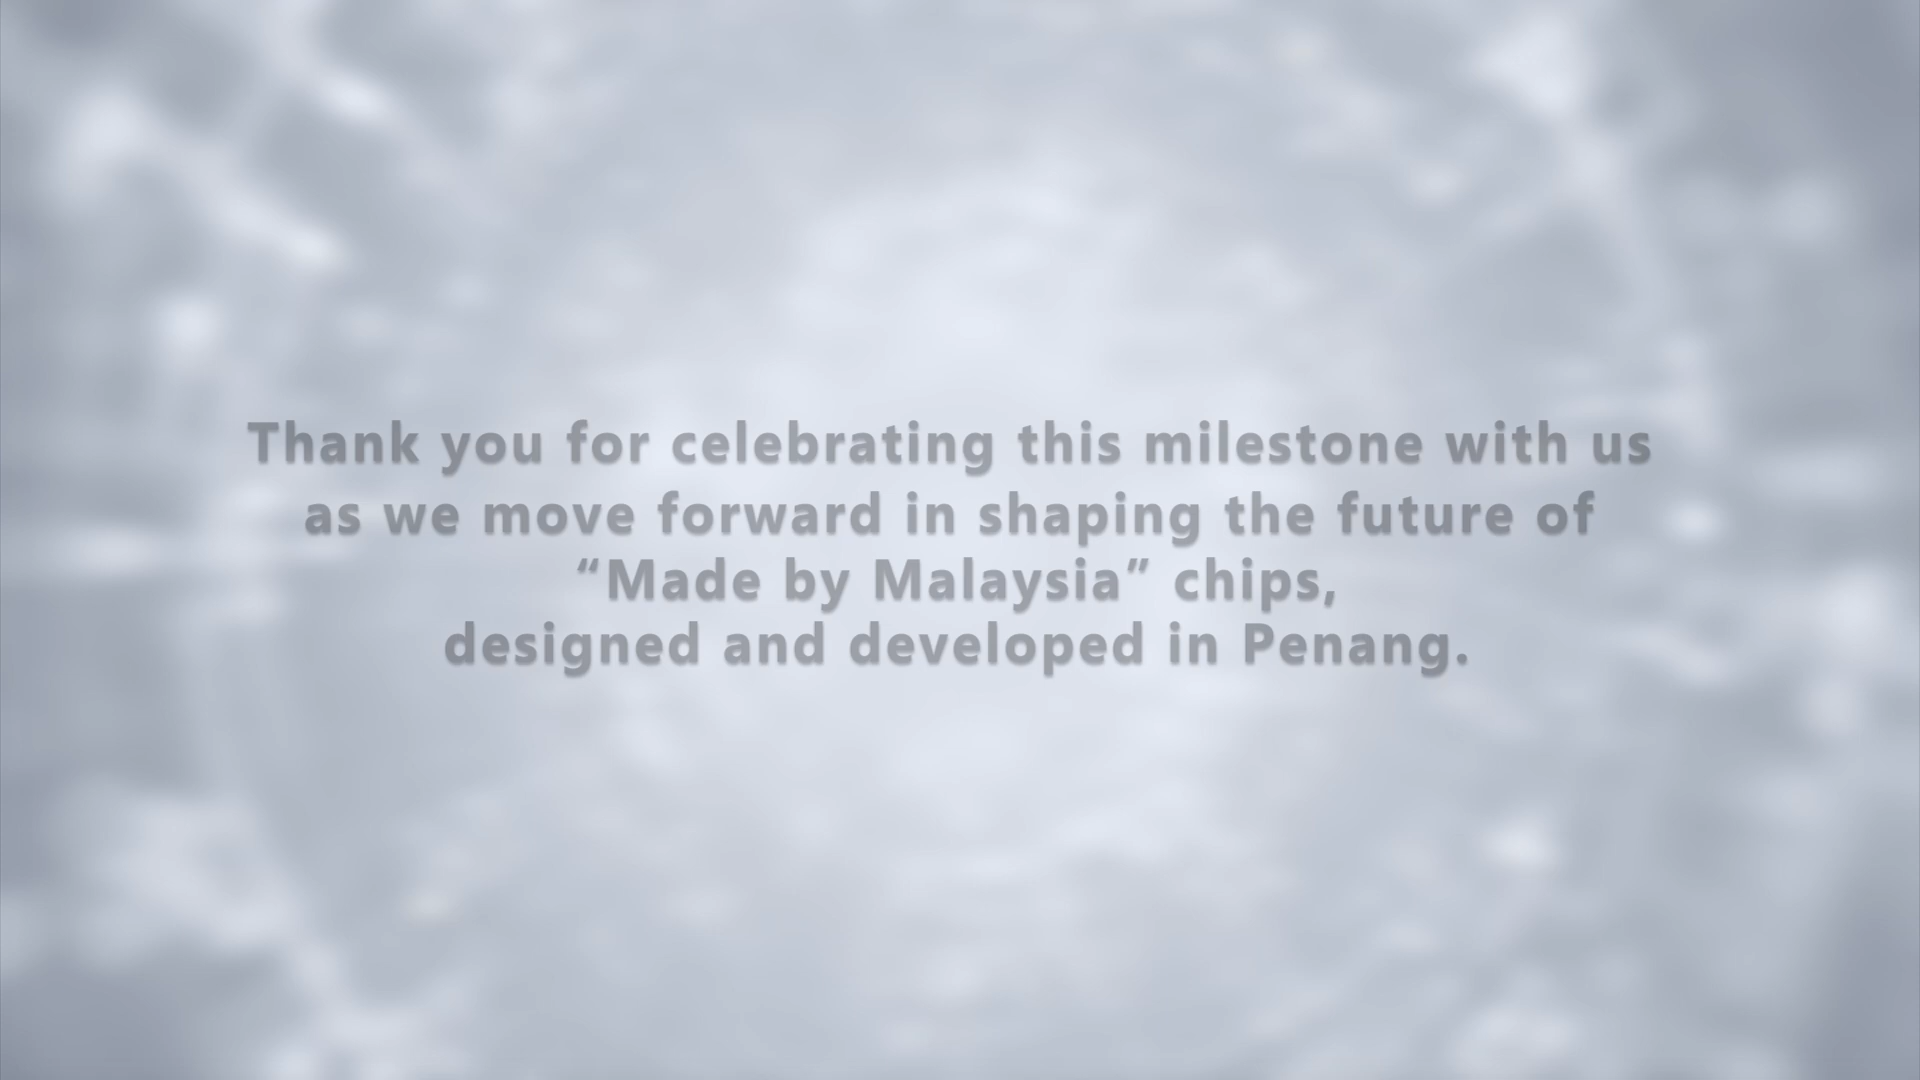 Thank you for celebrating this milestone with us
as we move forward in shaping the future of
“Made by Malaysia” chips,
designed and developed in Penang.